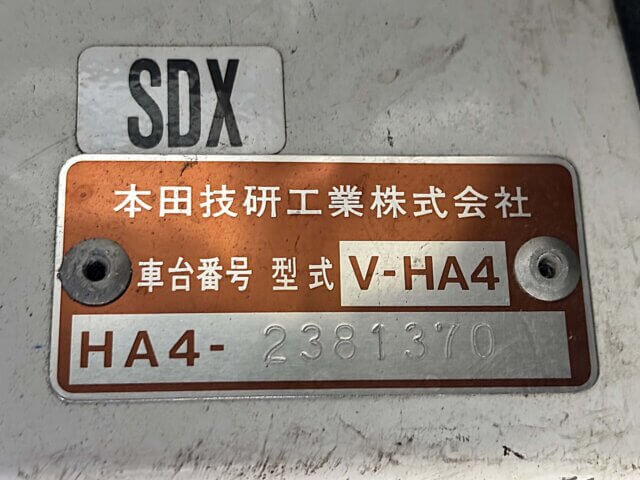 SDX
本田技研工業株式会社
車台番号 型式 V-HA4
HA4- 2381370